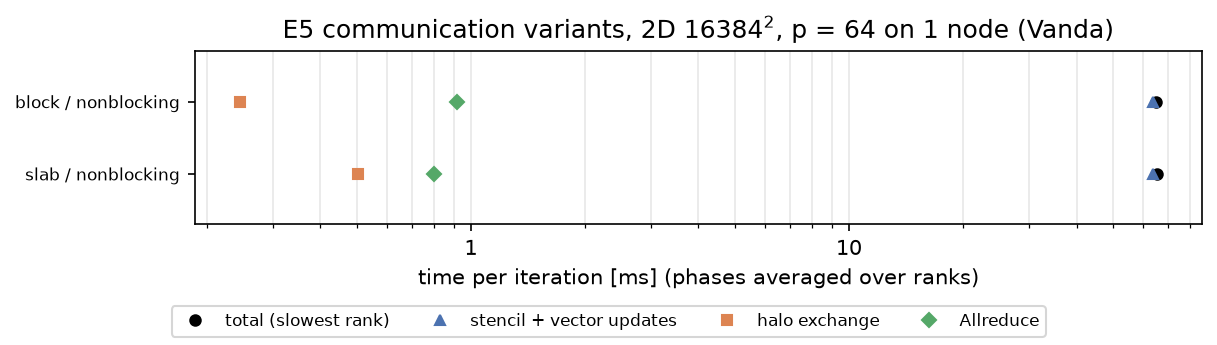 E5 communication variants, 2D 16384², p = 64 on 1 node (Vanda)
block / nonblocking
slab / nonblocking
1 10
time per iteration [ms] (phases averaged over ranks)
total (slowest rank) stencil + vector updates halo exchange Allreduce